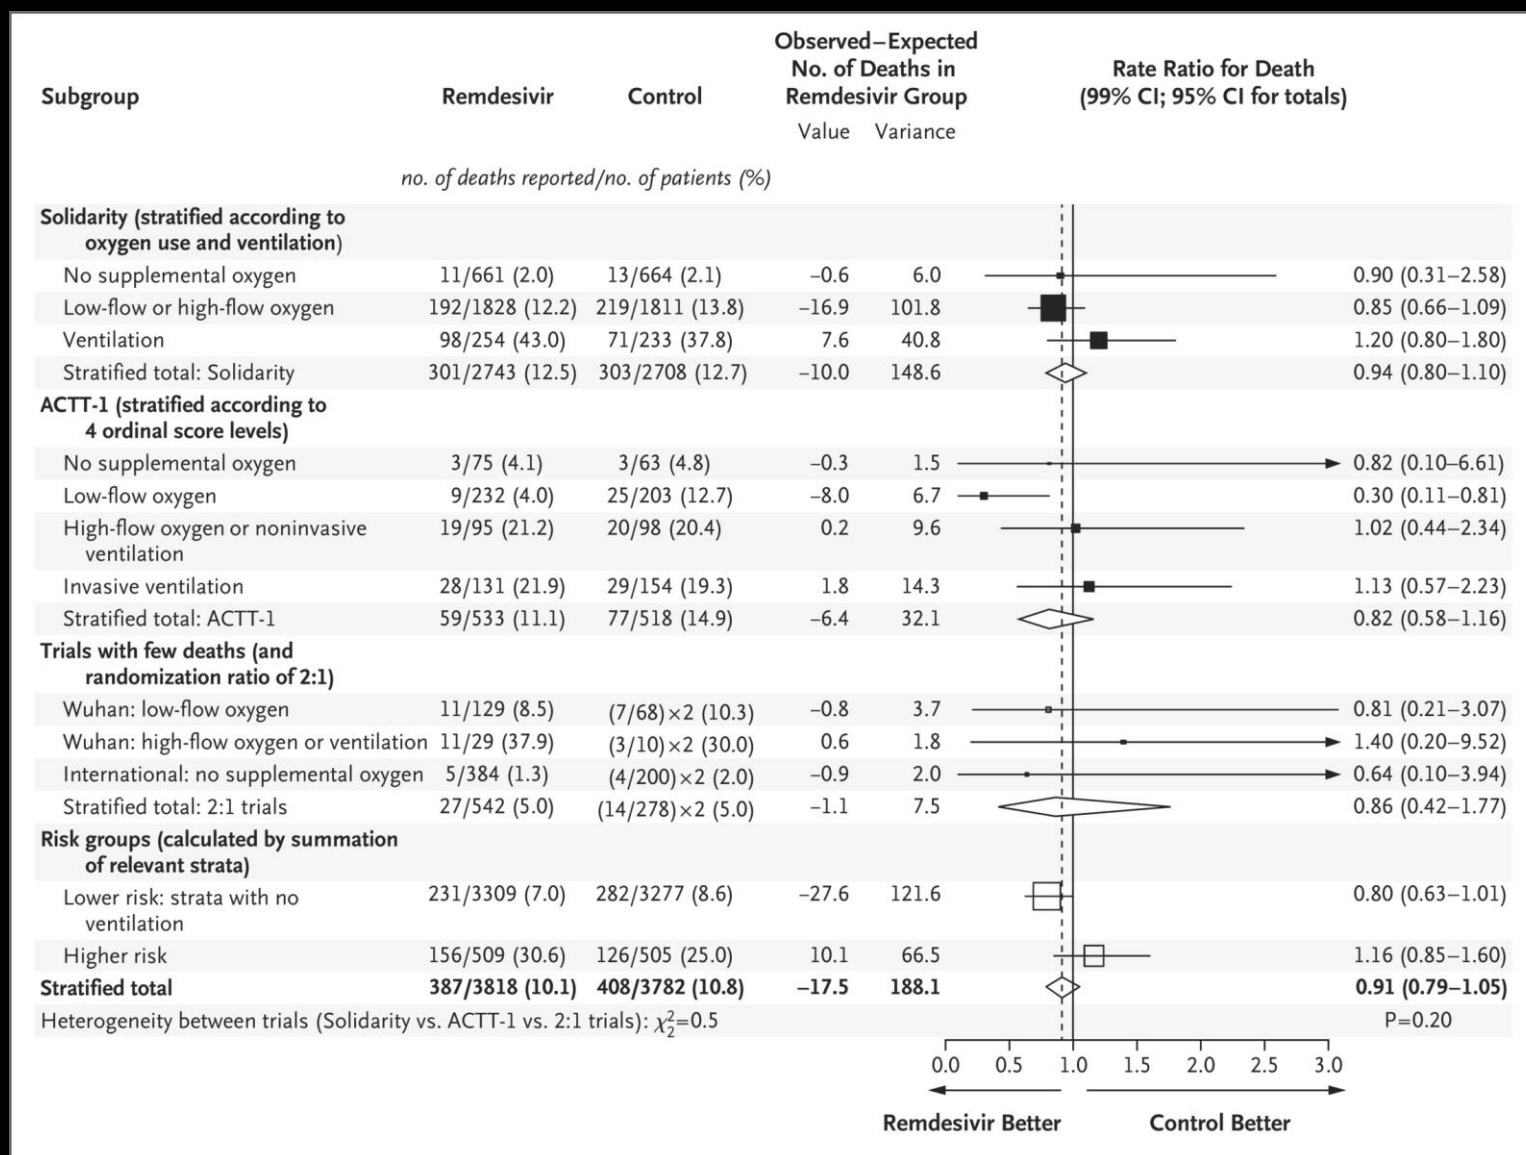 Subgroup Remdesivir Control Observed–Expected No. of Deaths in Remdesivir Group Rate Ratio for Death (99% CI; 95% CI for totals)
Value Variance
no. of deaths reported/no. of patients (%)
Solidarity (stratified according to
oxygen use and ventilation)
No supplemental oxygen 11/661 (2.0) 13/664 (2.1) –0.6 6.0 0.90 (0.31–2.58)
Low-flow or high-flow oxygen 192/1828 (12.2) 219/1811 (13.8) –16.9 101.8 0.85 (0.66–1.09)
Ventilation 98/254 (43.0) 71/233 (37.8) 7.6 40.8 1.20 (0.80–1.80)
Stratified total: Solidarity 301/2743 (12.5) 303/2708 (12.7) –10.0 148.6 0.94 (0.80–1.10)
ACTT-1 (stratified according to
4 ordinal score levels)
No supplemental oxygen 3/75 (4.1) 3/63 (4.8) –0.3 1.5 0.82 (0.10–6.61)
Low-flow oxygen 9/232 (4.0) 25/203 (12.7) –8.0 6.7 0.30 (0.11–0.81)
High-flow oxygen or noninvasive 19/95 (21.2) 20/98 (20.4) 0.2 9.6 1.02 (0.44–2.34)
ventilation
Invasive ventilation 28/131 (21.9) 29/154 (19.3) 1.8 14.3 1.13 (0.57–2.23)
Stratified total: ACTT-1 59/533 (11.1) 77/518 (14.9) –6.4 32.1 0.82 (0.58–1.16)
Trials with few deaths (and
randomization ratio of 2:1)
Wuhan: low-flow oxygen 11/129 (8.5) (7/68)×2 (10.3) –0.8 3.7 0.81 (0.21–3.07)
Wuhan: high-flow oxygen or ventilation 11/29 (37.9) (3/10)×2 (30.0) 0.6 1.8 1.40 (0.20–9.52)
International: no supplemental oxygen 5/384 (1.3) (4/200)×2 (2.0) –0.9 2.0 0.64 (0.10–3.94)
Stratified total: 2:1 trials 27/542 (5.0) (14/278)×2 (5.0) –1.1 7.5 0.86 (0.42–1.77)
Risk groups (calculated by summation
of relevant strata)
Lower risk: strata with no 231/3309 (7.0) 282/3277 (8.6) –27.6 121.6 0.80 (0.63–1.01)
ventilation
Higher risk 156/509 (30.6) 126/505 (25.0) 10.1 66.5 1.16 (0.85–1.60)
Stratified total 387/3818 (10.1) 408/3782 (10.8) –17.5 188.1 0.91 (0.79–1.05)
Heterogeneity between trials (Solidarity vs. ACTT-1 vs. 2:1 trials): χ²₂=0.5 P=0.20
0.0 0.5 1.0 1.5 2.0 2.5 3.0
Remdesivir Better Control Better